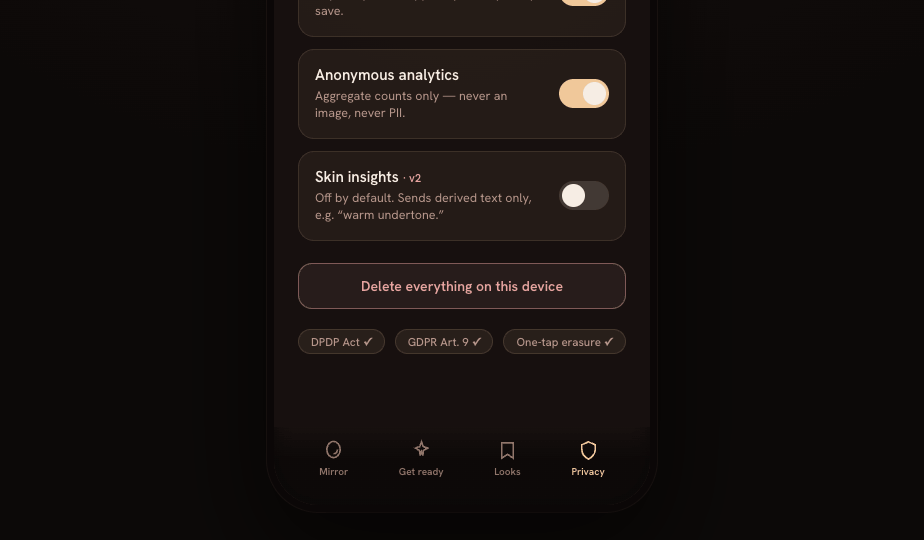 save.
Anonymous analytics
Aggregate counts only — never an
image, never PII.
Skin insights · v2
Off by default. Sends derived text only,
e.g. “warm undertone.”
Delete everything on this device
DPDP Act ✓ GDPR Art. 9 ✓ One-tap erasure ✓
Mirror Get ready Looks Privacy